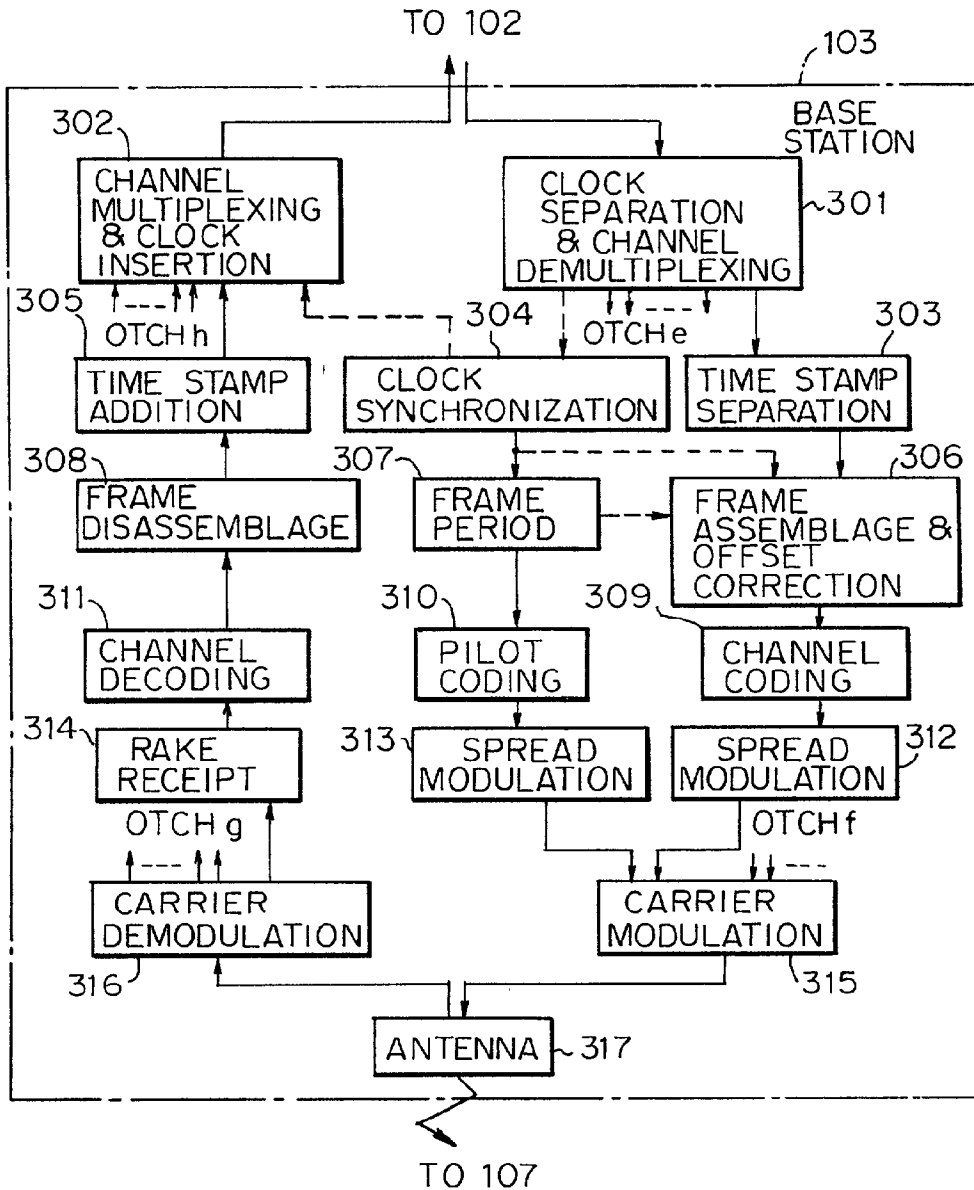 TO 102
103
BASE
STATION
302
CHANNEL
MULTIPLEXING
& CLOCK
INSERTION
CLOCK
SEPARATION
& CHANNEL
DEMULTIPLEXING
301
305
OTCH h
304
OTCH e
303
TIME STAMP
ADDITION
CLOCK
SYNCHRONIZATION
TIME STAMP
SEPARATION
308
FRAME
DISASSEMBLAGE
307
FRAME
PERIOD
306
FRAME
ASSEMBLAGE &
OFFSET
CORRECTION
311
CHANNEL
DECODING
310
PILOT
CODING
309
CHANNEL
CODING
314
RAKE
RECEIPT
313
SPREAD
MODULATION
SPREAD
MODULATION
312
OTCH g
OTCH f
CARRIER
DEMODULATION
316
CARRIER
MODULATION
315
ANTENNA
317
TO 107